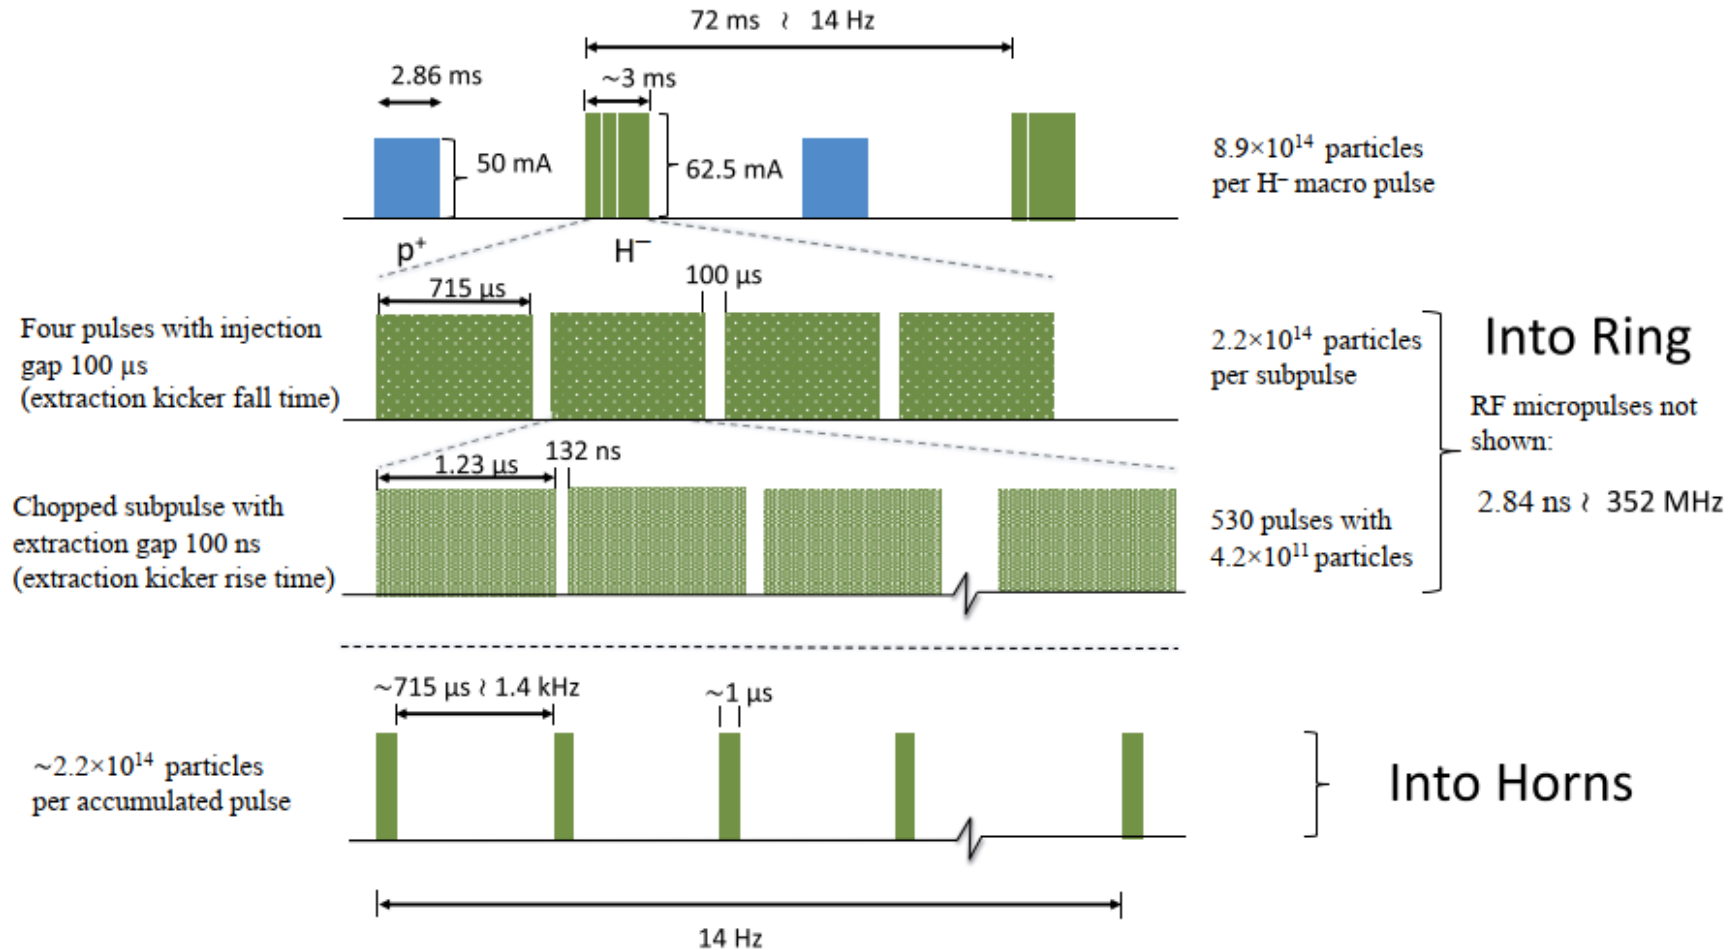 72 ms ≀ 14 Hz
2.86 ms
~3 ms
50 mA
62.5 mA
8.9×10¹⁴ particles
per H⁻ macro pulse
p⁺
H⁻
715 µs
100 µs
Four pulses with injection
gap 100 µs
(extraction kicker fall time)
2.2×10¹⁴ particles
per subpulse
Into Ring
RF micropulses not
shown:
2.84 ns ≀ 352 MHz
1.23 µs
132 ns
Chopped subpulse with
extraction gap 100 ns
(extraction kicker rise time)
530 pulses with
4.2×10¹¹ particles
~715 µs ≀ 1.4 kHz
~1 µs
~2.2×10¹⁴ particles
per accumulated pulse
Into Horns
14 Hz